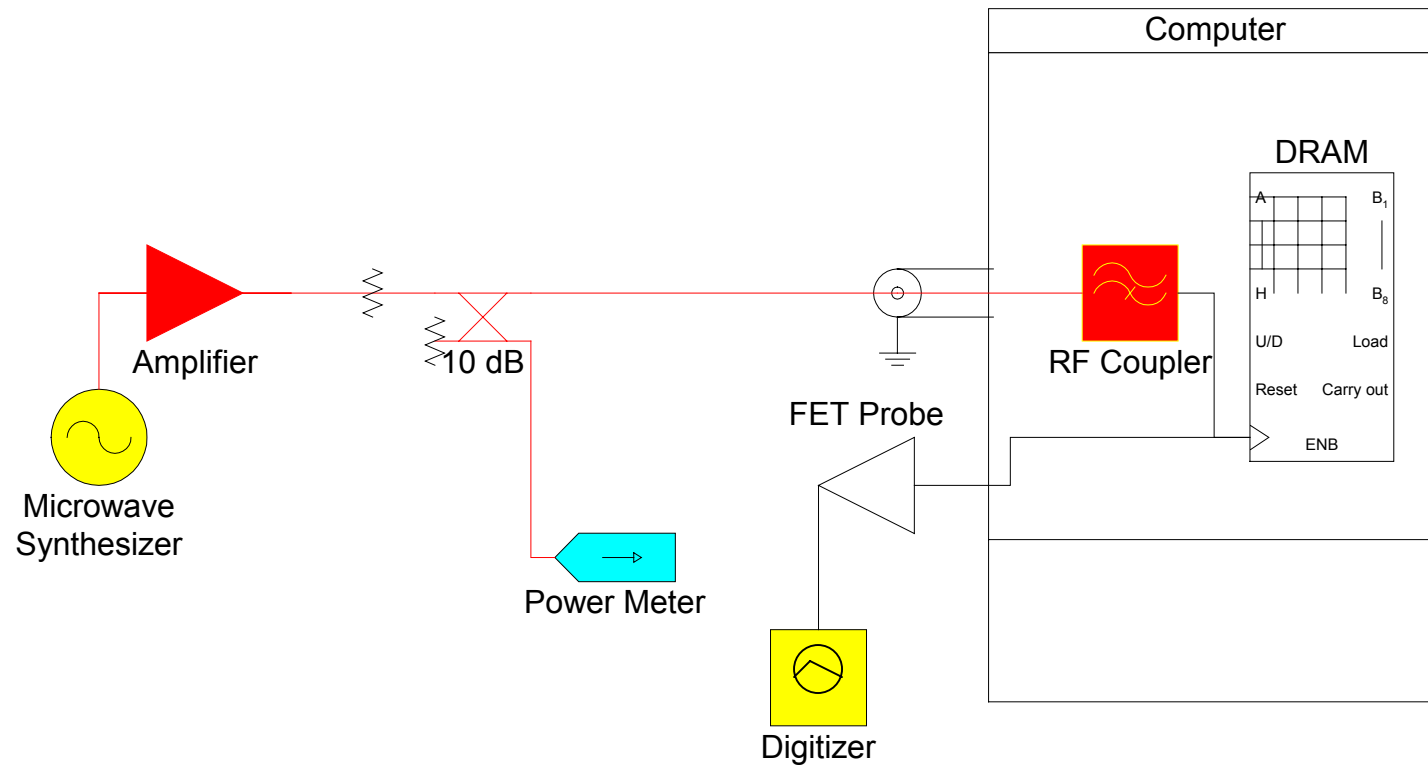 Computer
DRAM
A B₁
H B₈
U/D Load
Reset Carry out
ENB
Amplifier
10 dB
RF Coupler
FET Probe
Microwave
Synthesizer
Power Meter
Digitizer